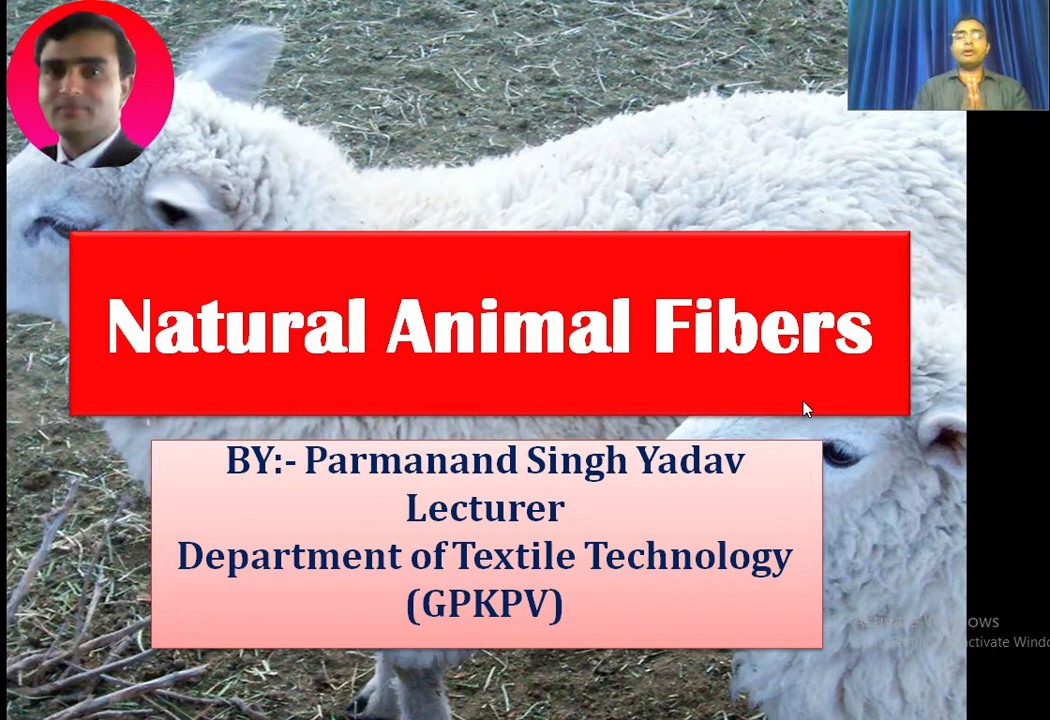 Natural Animal Fibers
BY:- Parmanand Singh Yadav
Lecturer
Department of Textile Technology
(GPKPV)